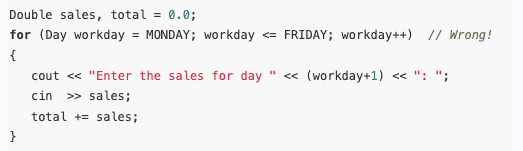 Double sales, total = 0.0;
for (Day workday = MONDAY; workday <= FRIDAY; workday++)  // Wrong!
{
   cout << "Enter the sales for day " << (workday+1) << ": ";
   cin  >> sales;
   total += sales;
}